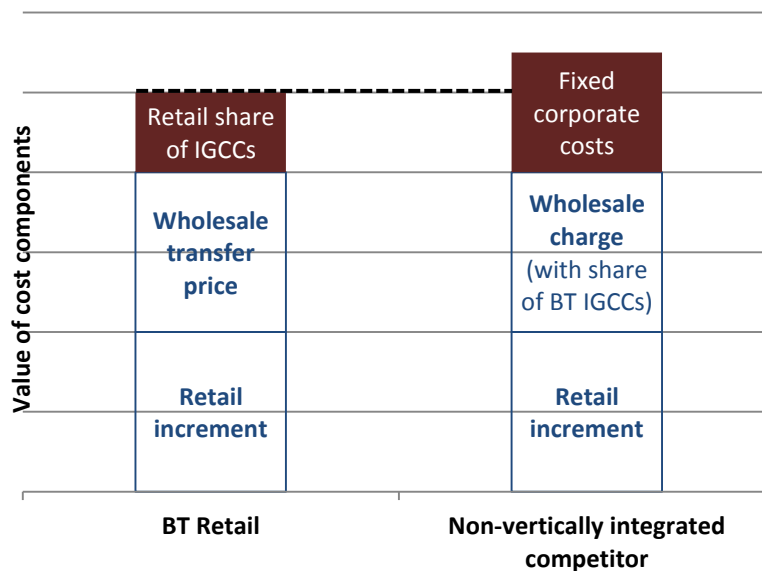 Value of cost components
Retail share
of IGCCs
Wholesale
transfer
price
Retail
increment
Fixed
corporate
costs
Wholesale
charge
(with share
of BT IGCCs)
Retail
increment
BT Retail
Non-vertically integrated
competitor